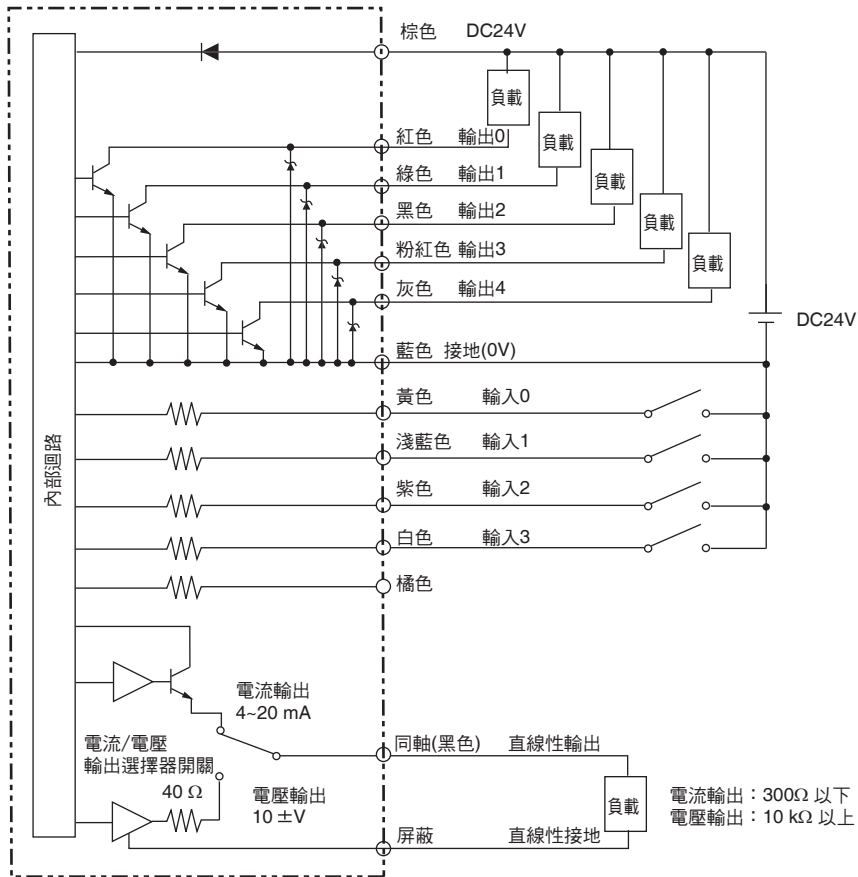 棕色 DC24V
負載
紅色 輸出0
負載
綠色 輸出1
負載
黑色 輸出2
負載
粉紅色 輸出3
負載
灰色 輸出4
DC24V
藍色 接地(0V)
黃色 輸入0
淺藍色 輸入1
內部迴路
紫色 輸入2
白色 輸入3
橘色
電流輸出
4~20 mA
同軸(黑色) 直線性輸出
電流/電壓
輸出選擇器開關
40 Ω
電壓輸出
10 ±V
負載
電流輸出：300Ω 以下
電壓輸出：10 kΩ 以上
屏蔽 直線性接地